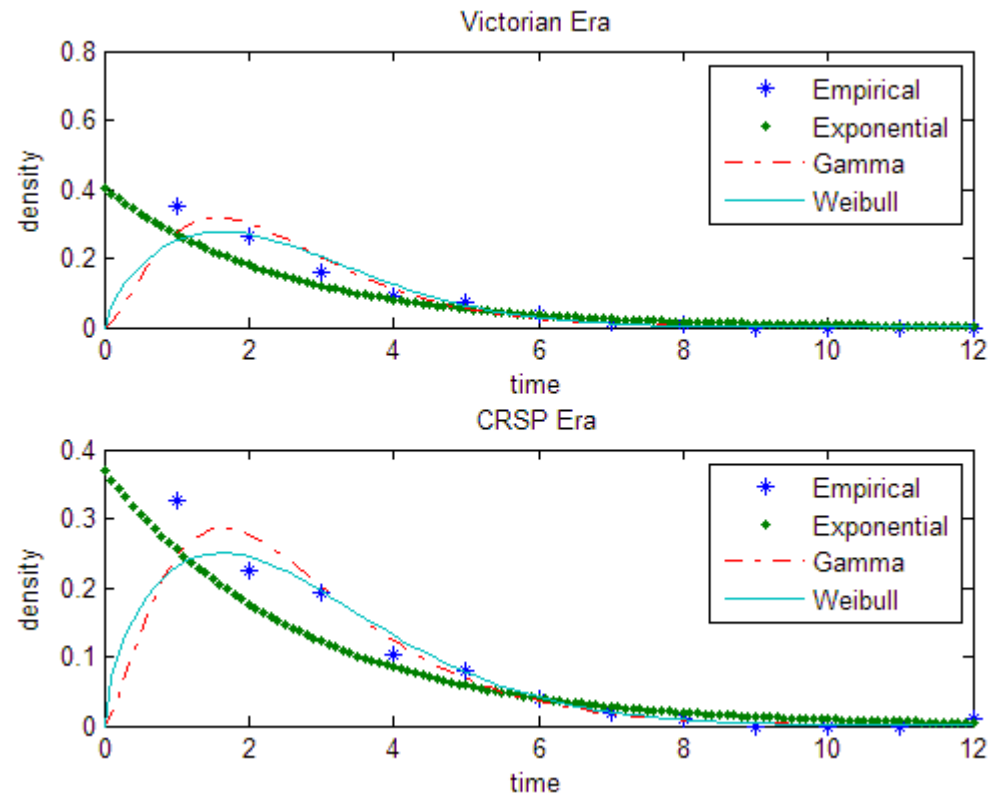 Victorian Era
0.8
0.6
0.4
0.2
0
density
Empirical
Exponential
Gamma
Weibull
0 2 4 6 8 10 12
time
CRSP Era
0.4
0.3
0.2
0.1
0
density
Empirical
Exponential
Gamma
Weibull
0 2 4 6 8 10 12
time